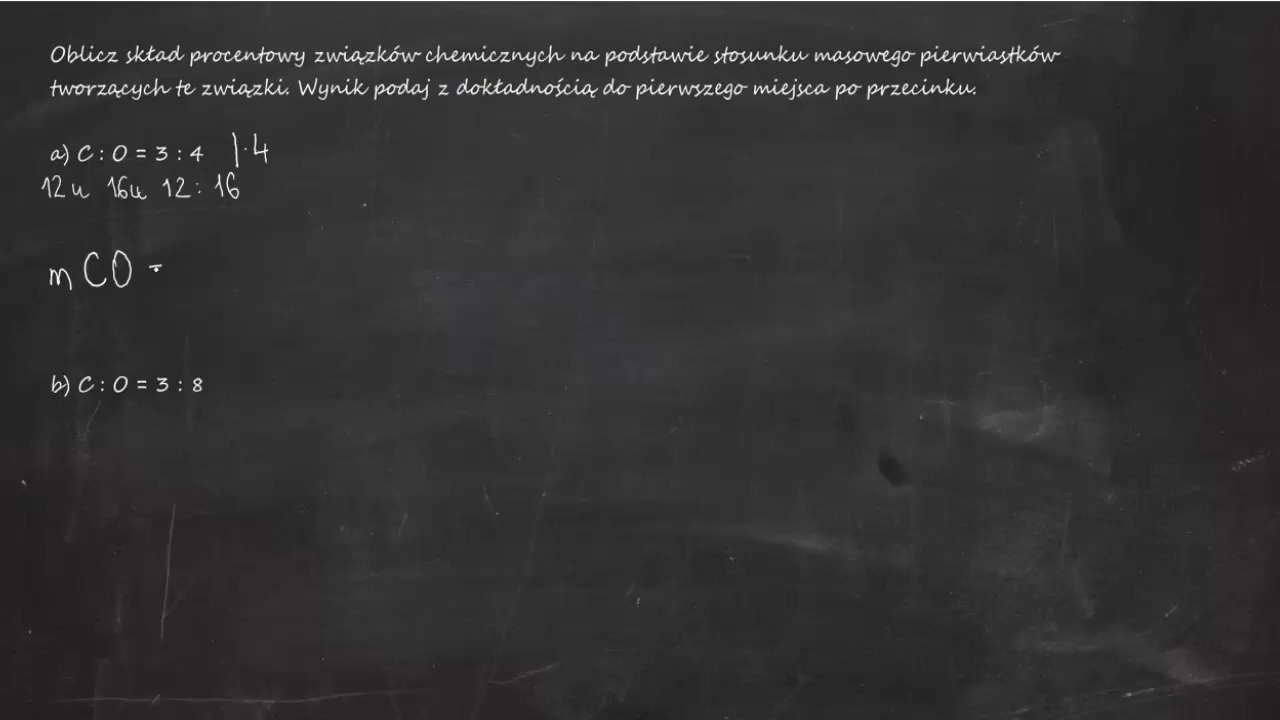 Oblicz skład procentowy związków chemicznych na podstawie stosunku masowego pierwiastków
tworzących te związki. Wynik podaj z dokładnością do pierwszego miejsca po przecinku.
a) C : O = 3 : 4 |·4
12u 16u 12 : 16
mCO =
b) C : O = 3 : 8